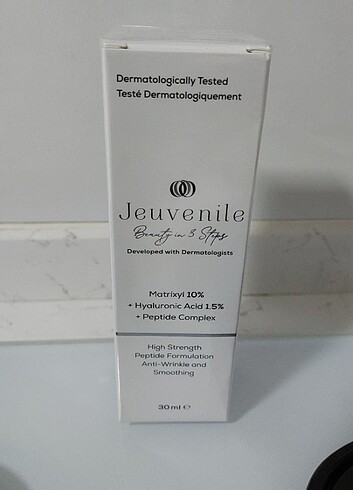 Dermatologically Tested
Testé Dermatologiquement
Jeuvenile
Beauty in 3 Steps
Developed with Dermatologists
Matrixyl 10%
+ Hyaluronic Acid 1.5%
+ Peptide Complex
High Strength
Peptide Formulation
Anti-Wrinkle and
Smoothing
30ml ℮